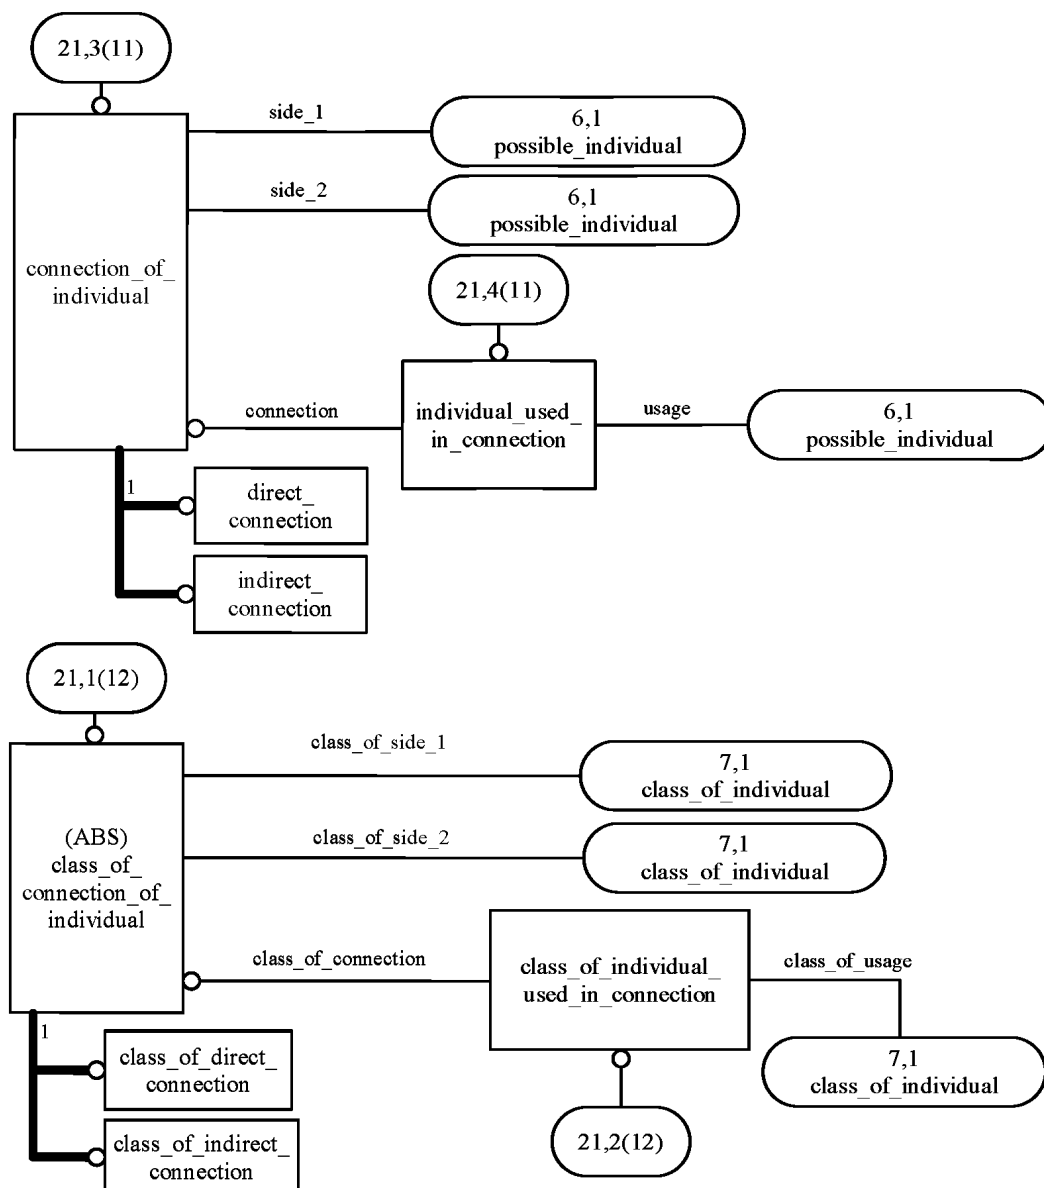 21,3(11)
side_1
6,1
possible_individual
side_2
6,1
possible_individual
connection_of_
individual
21,4(11)
connection
individual_used_
in_connection
usage
6,1
possible_individual
1
direct_
connection
indirect_
connection
21,1(12)
class_of_side_1
7,1
class_of_individual
(ABS)
class_of_
connection_of_
individual
class_of_side_2
7,1
class_of_individual
class_of_connection
class_of_individual_
used_in_connection
class_of_usage
1
class_of_direct_
connection
7,1
class_of_individual
class_of_indirect_
connection
21,2(12)